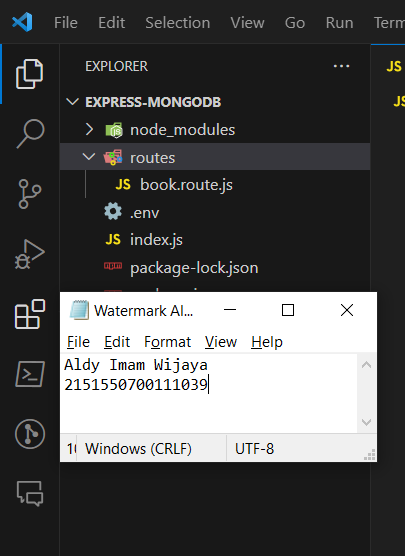 File Edit Selection View Go Run Term
EXPLORER
EXPRESS-MONGODB
node_modules
routes
JS book.route.js
.env
JS index.js
package-lock.json
Watermark Al...
File Edit Format View Help
Aldy Imam Wijaya
2151550700111039
Windows (CRLF) UTF-8
JS
JS